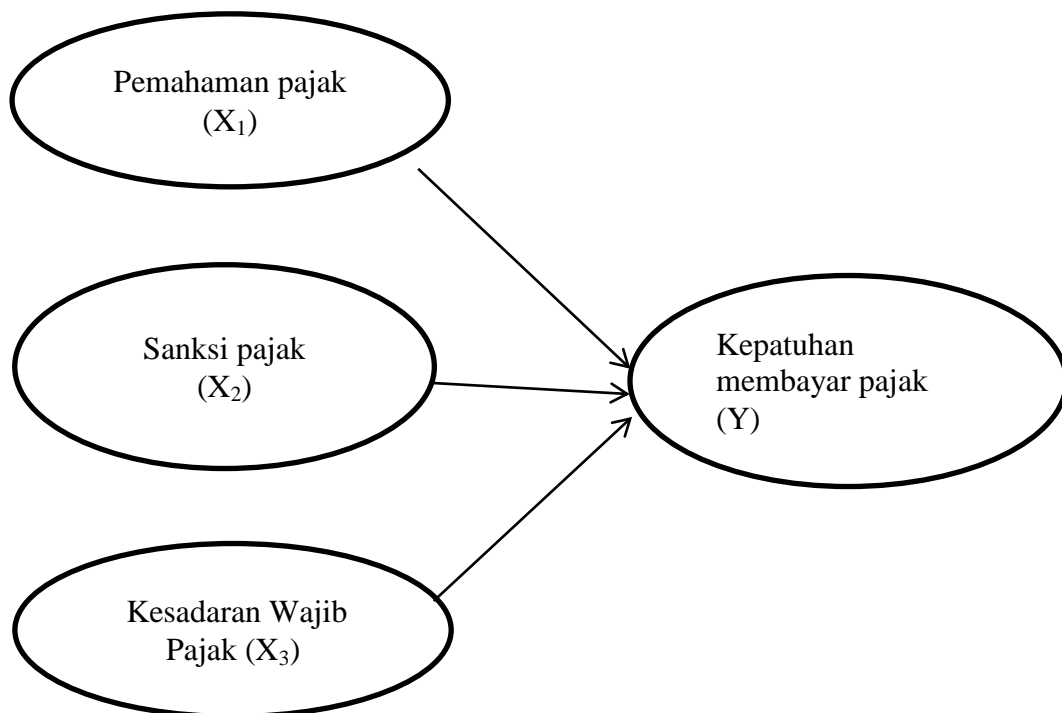 Pemahaman pajak
(X₁)
Sanksi pajak
(X₂)
Kepatuhan
membayar pajak
(Y)
Kesadaran Wajib
Pajak (X₃)